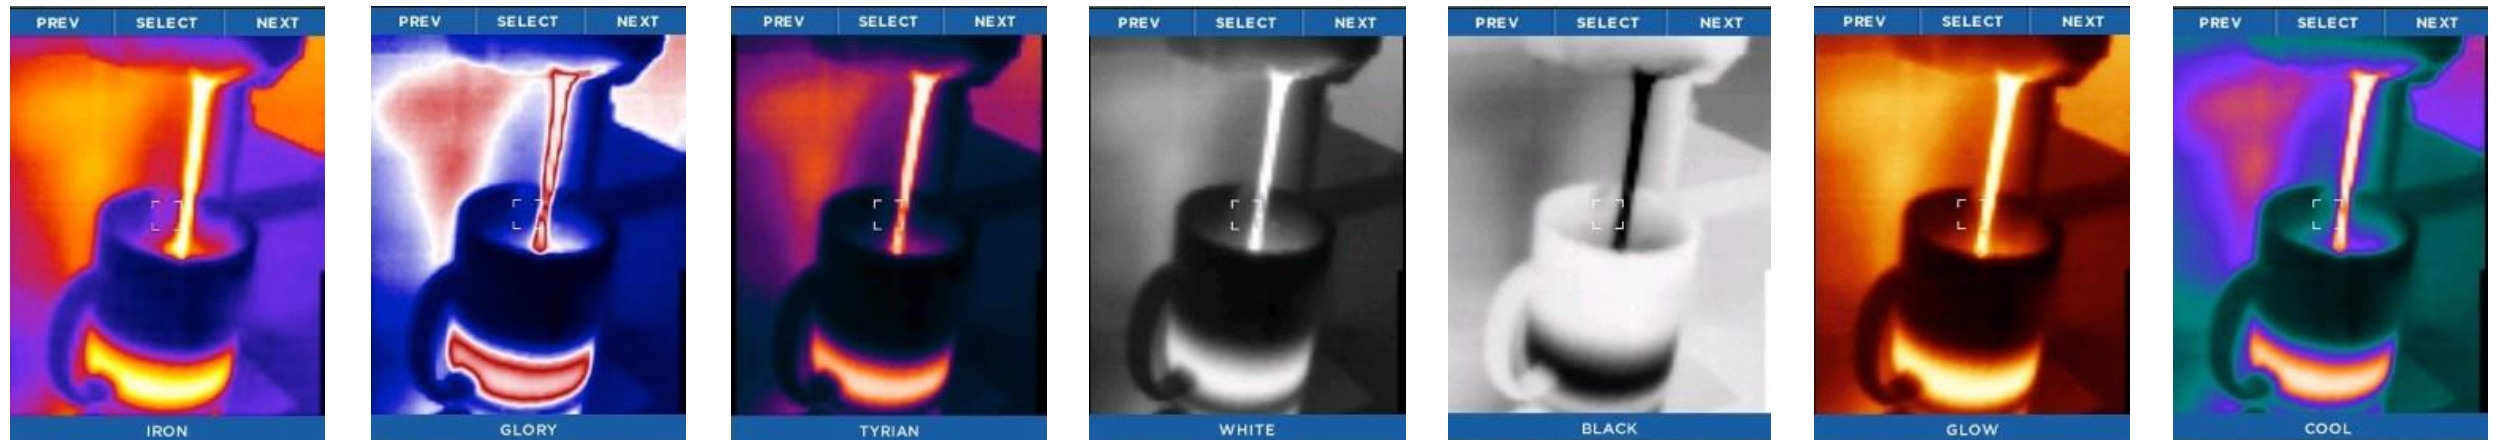 PREV SELECT NEXT
IRON
PREV SELECT NEXT
GLORY
PREV SELECT NEXT
TYRIAN
PREV SELECT NEXT
WHITE
PREV SELECT NEXT
BLACK
PREV SELECT NEXT
GLOW
PREV SELECT NEXT
COOL